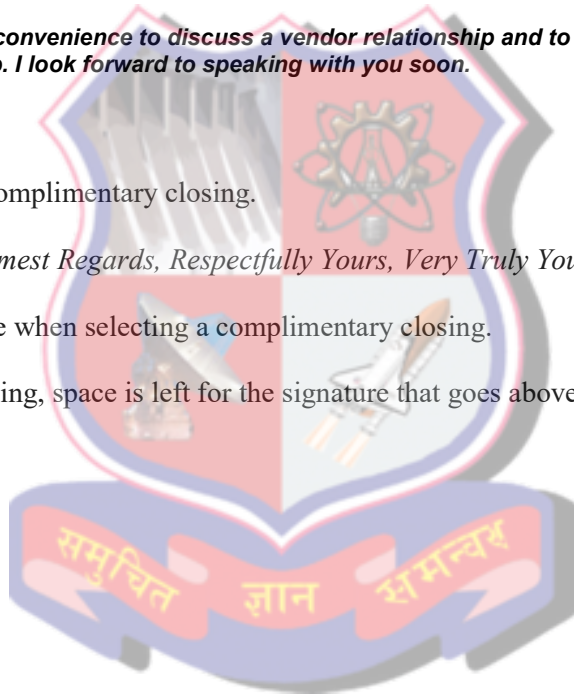 convenience to discuss a vendor relationship and to
. I look forward to speaking with you soon.
omplimentary closing.
mest Regards, Respectfully Yours, Very Truly You
e when selecting a complimentary closing.
ing, space is left for the signature that goes above
समुचित ज्ञान समन्वय